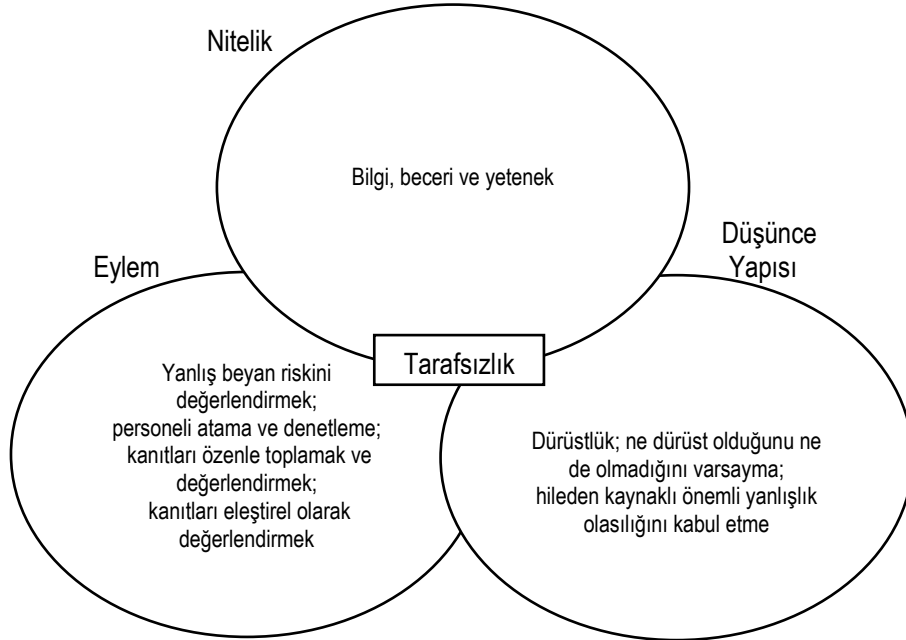 Nitelik
Bilgi, beceri ve yetenek
Düşünce
Yapısı
Eylem
Tarafsızlık
Yanlış beyan riskini
değerlendirmek;
personeli atama ve denetleme;
kanıtları özenle toplamak ve
değerlendirmek;
kanıtları eleştirel olarak
değerlendirmek
Dürüstlük; ne dürüst olduğunu ne
de olmadığını varsayma;
hileden kaynaklı önemli yanlışlık
olasılığını kabul etme